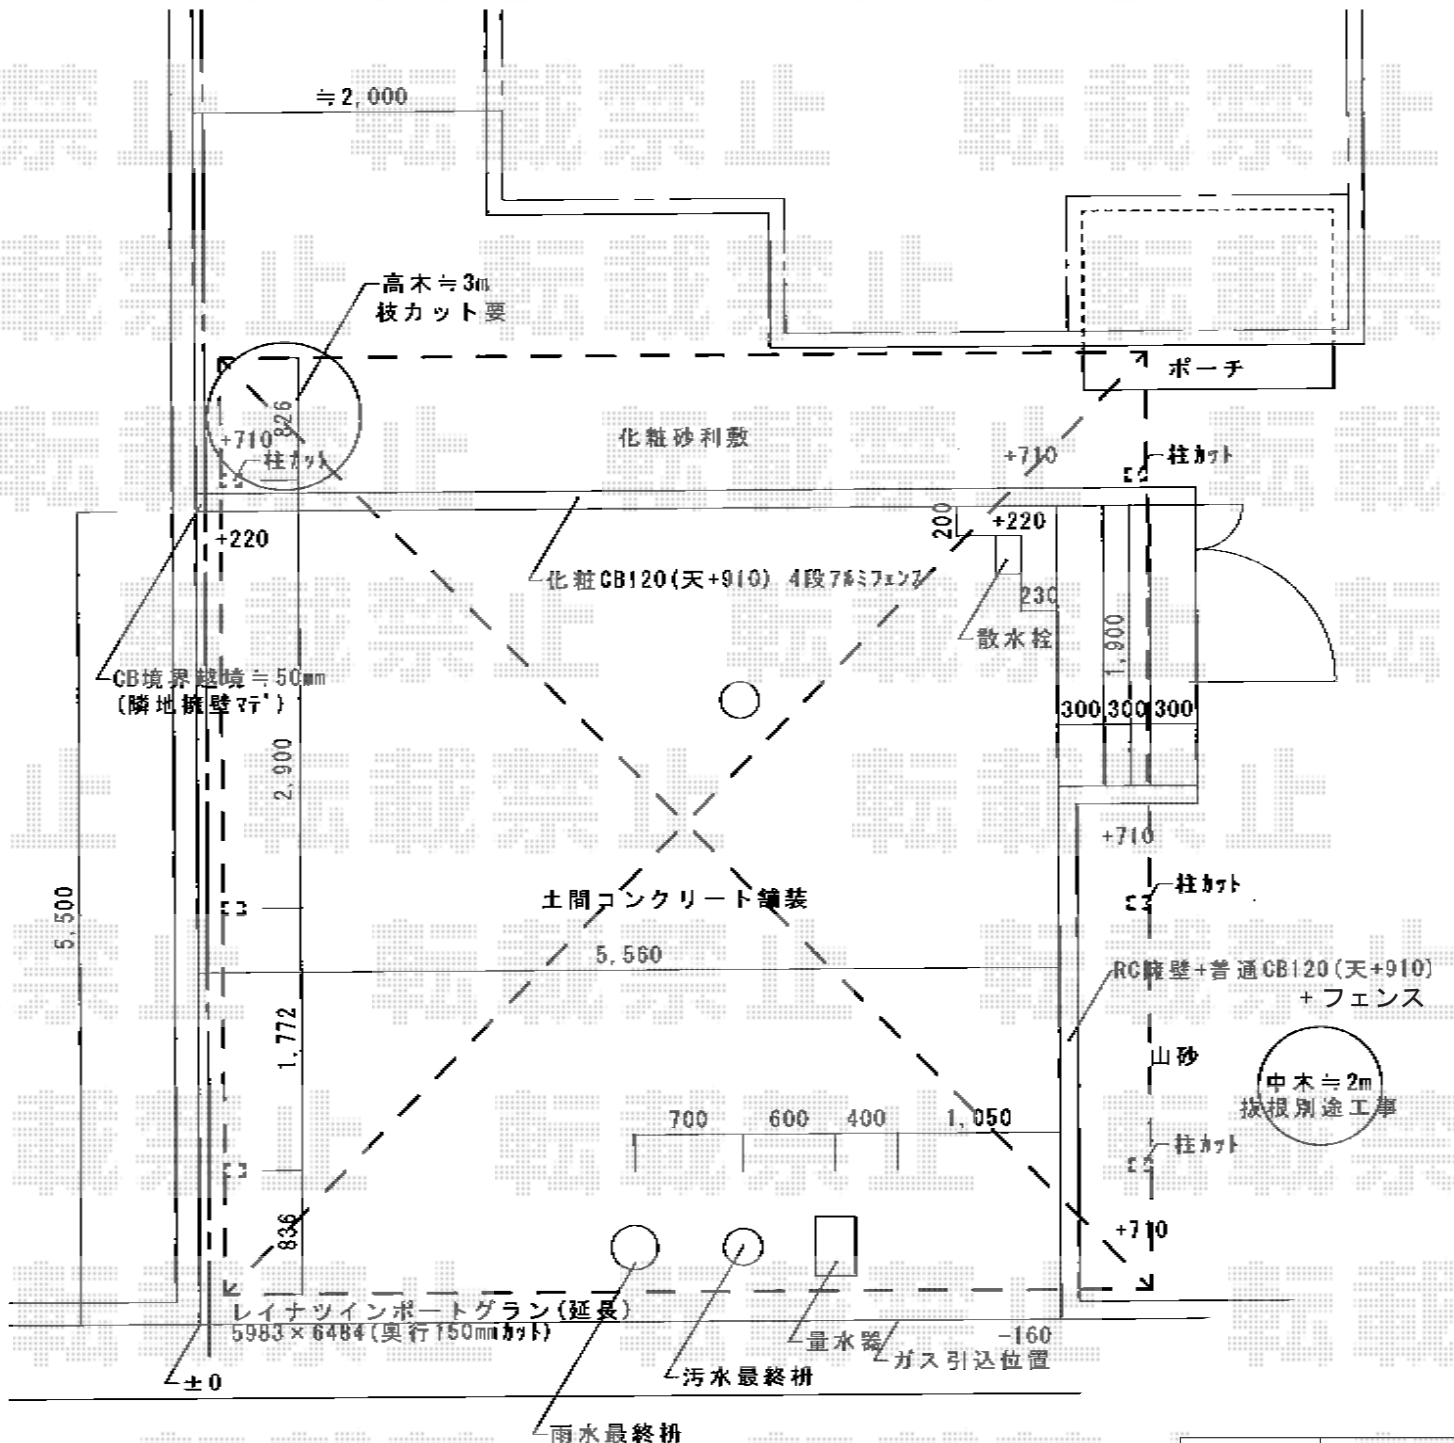 ≒2,000
高木≒3m
枝カット要
ポーチ
826
化粧砂利敷
+710
柱カット
+710
柱カット
+220
200
+220
化粧CB120(天+910) 4段アルミフェンス
230
散水栓
1,900
CB境界越境≒50mm
(隣地擁壁マデ)
300
300
300
2,900
+710
5,500
柱カット
土間コンクリート舗装
5,560
RC擁壁+普通CB120(天+910)
+フェンス
1,772
山砂
中木≒2m
抜根別途工事
700
600
400
1,050
柱カット
836
+710
レイナツインポートグラン(延長)
5983×6484(奥行150mmカット)
量水器
-160
ガス引込位置
±0
汚水最終枡
雨水最終枡
転載禁止